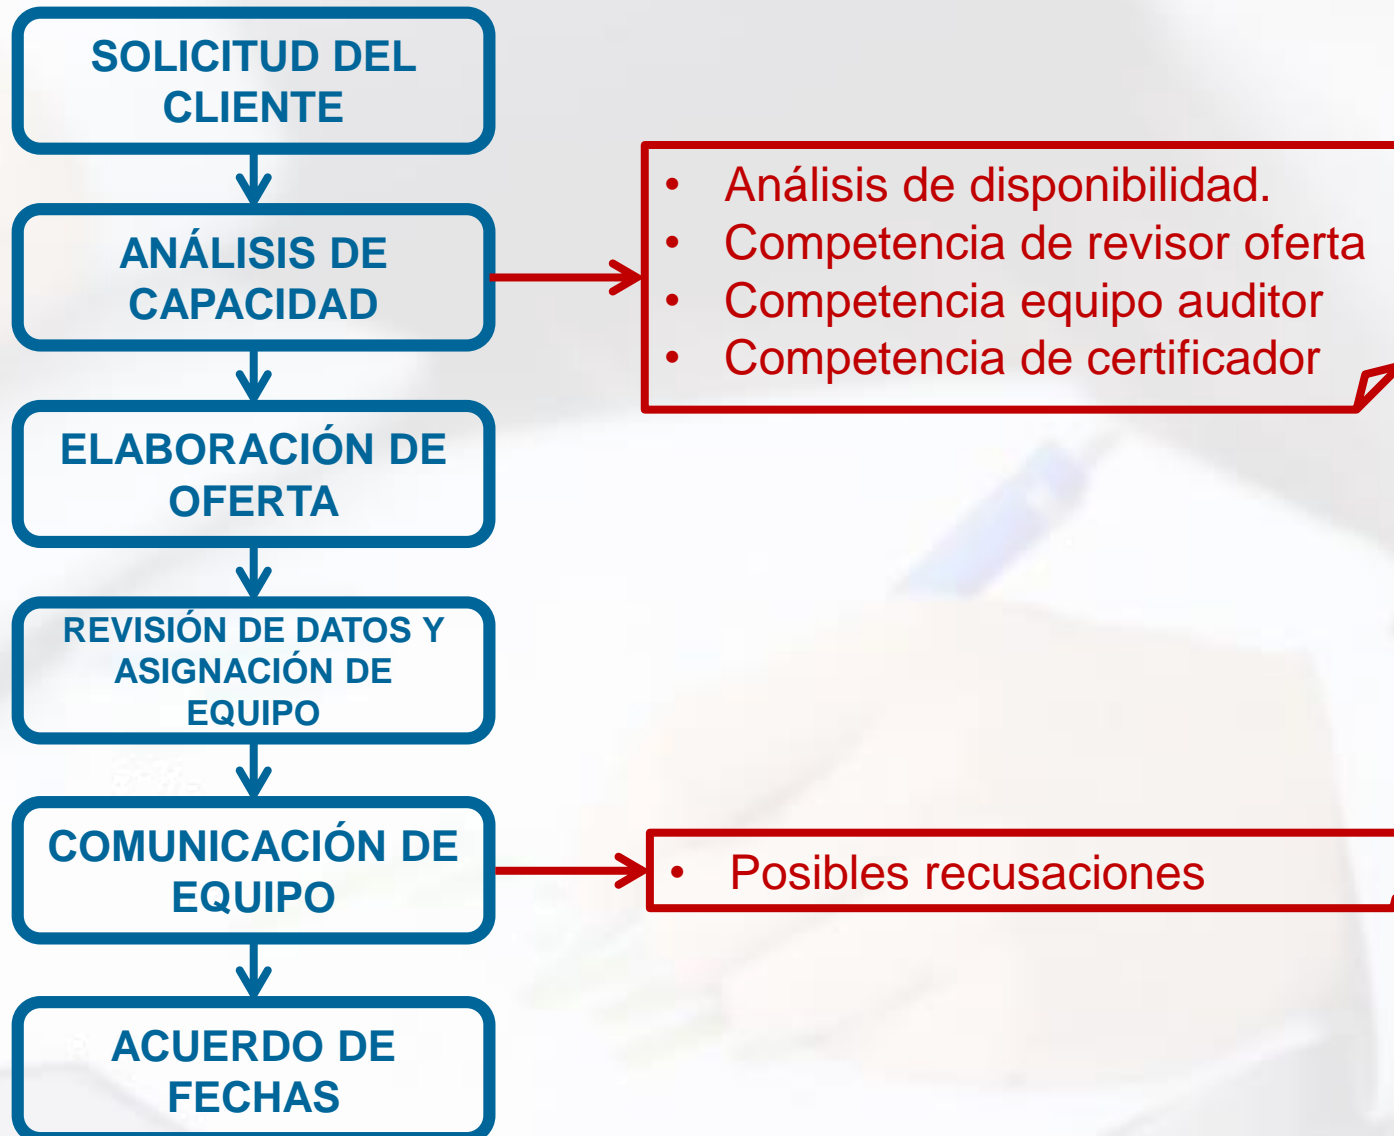 SOLICITUD DEL
CLIENTE
ANÁLISIS DE
CAPACIDAD
• Análisis de disponibilidad.
• Competencia de revisor oferta
• Competencia equipo auditor
• Competencia de certificador
ELABORACIÓN DE
OFERTA
REVISIÓN DE DATOS Y
ASIGNACIÓN DE
EQUIPO
COMUNICACIÓN DE
EQUIPO
• Posibles recusaciones
ACUERDO DE
FECHAS